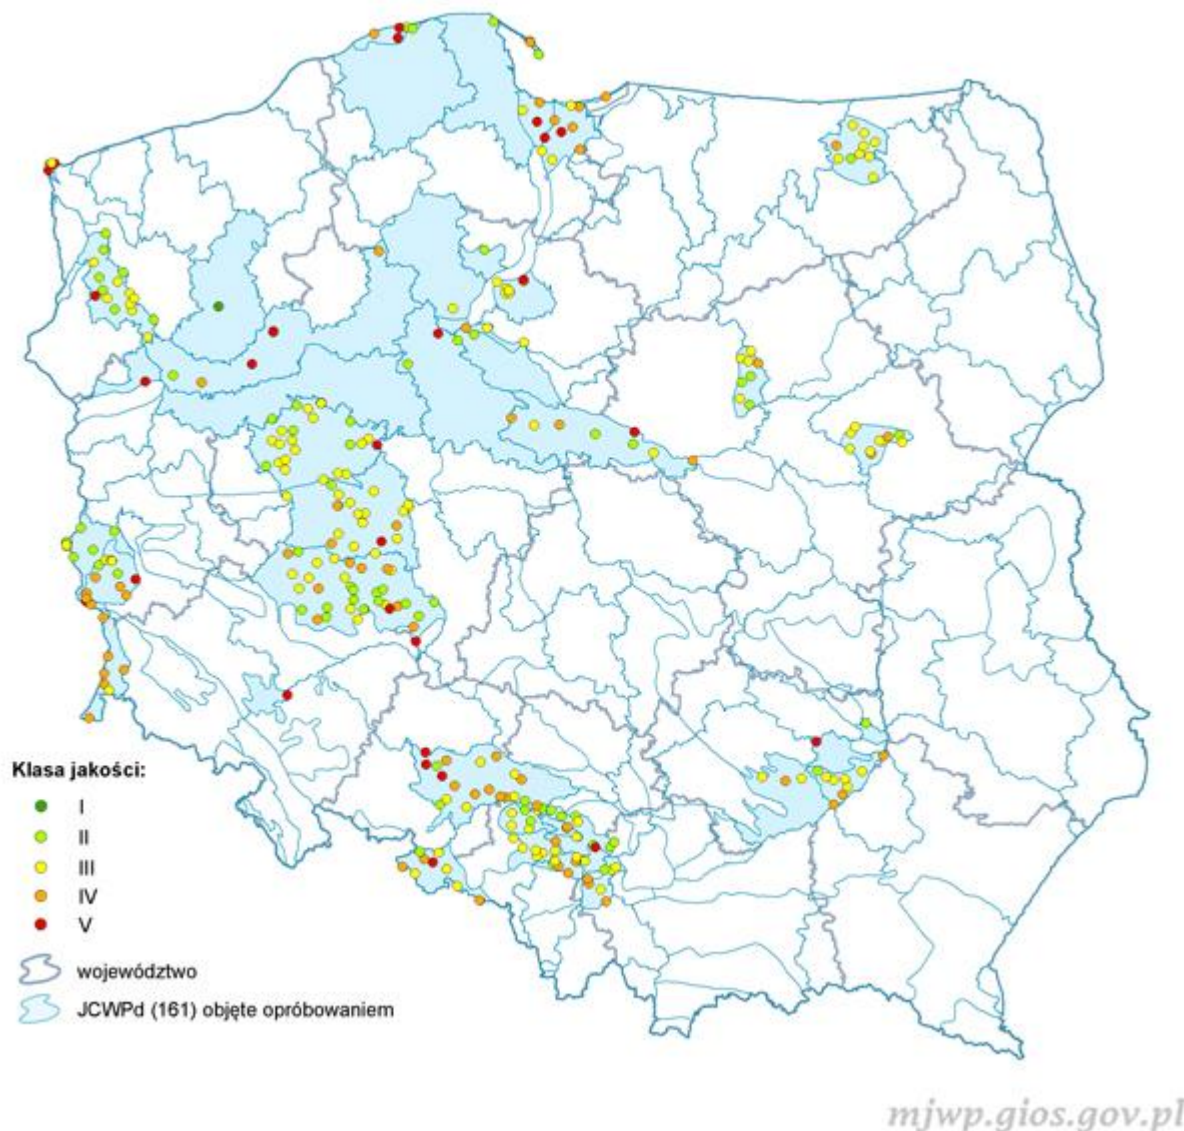 Klasa jakości:
I
II
III
IV
V
województwo
JCWPd (161) objęte opróbowaniem
mjwp.gios.gov.pl